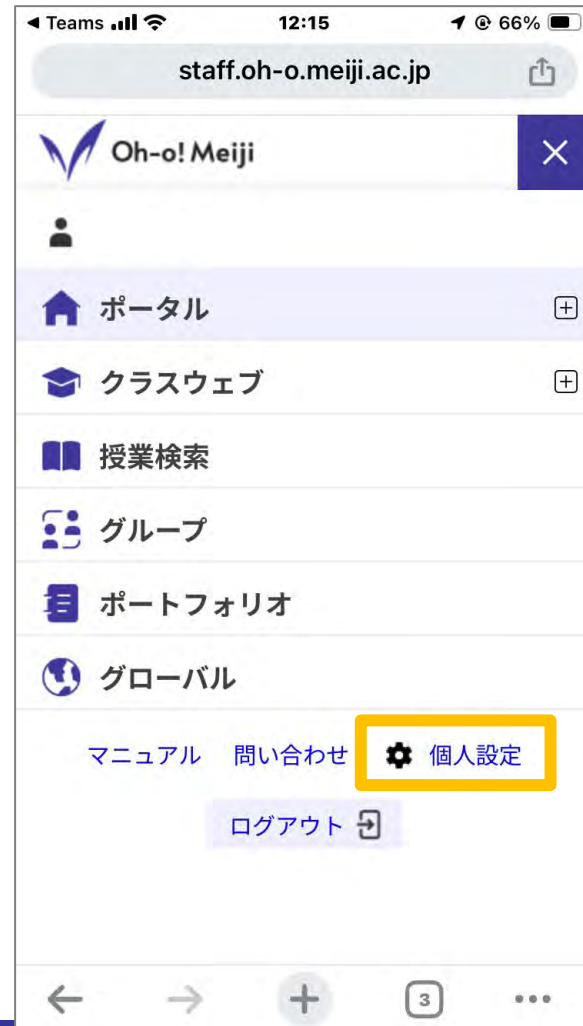 ◀ Teams 12:15 66%
staff.oh-o.meiji.ac.jp
Oh-o! Meiji
ポータル
クラスウェブ
授業検索
グループ
ポートフォリオ
グローバル
マニュアル 問い合わせ 個人設定
ログアウト
3